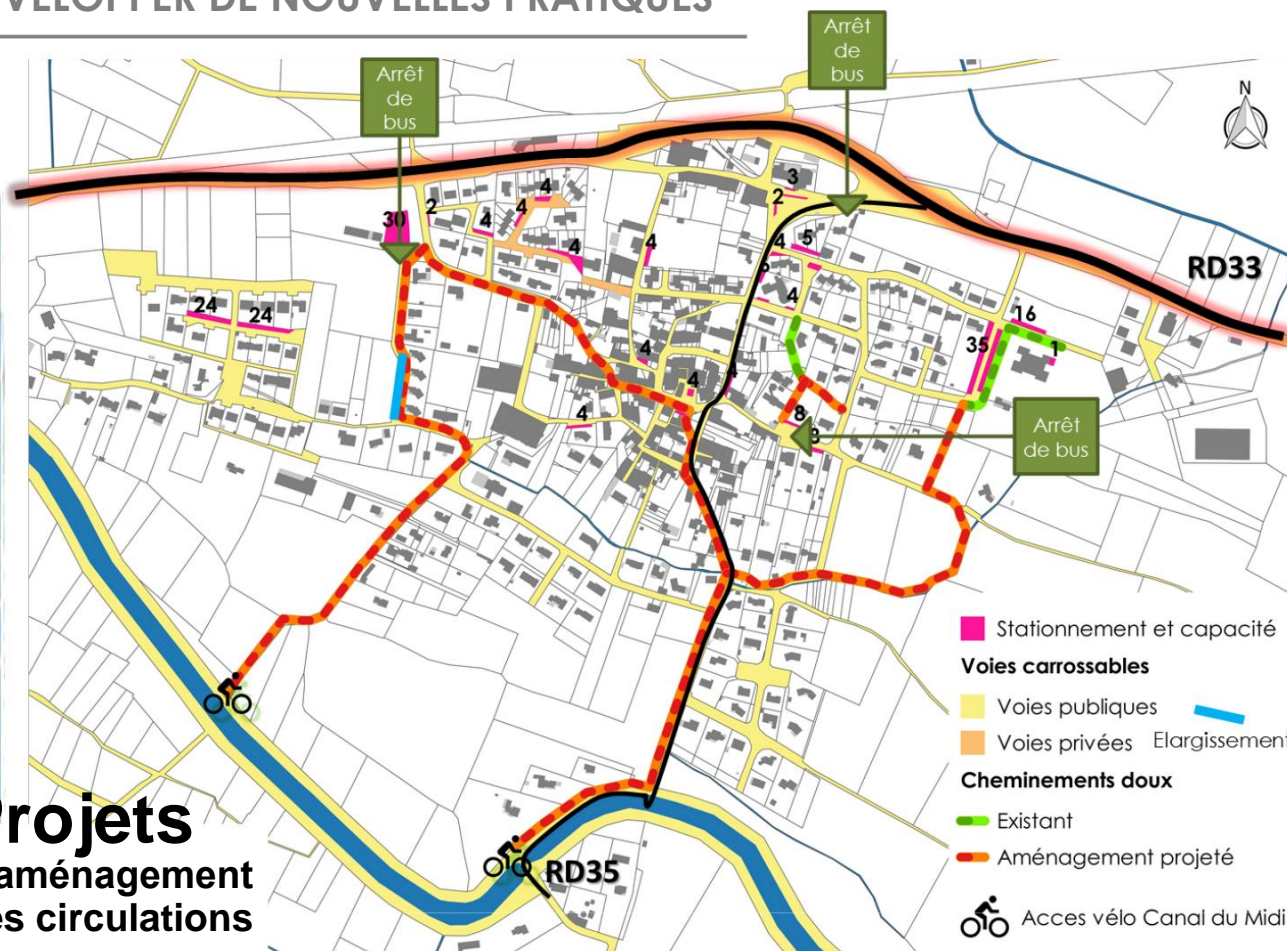 VELOPPER DE NOUVELLES PRATIQUES
Arrêt
de
bus
Arrêt
de
bus
N
3
2
30
2
4
4
4
4
4
4
5
4
RD33
24
24
16
35
1
4
4
4
8
Arrêt
de bus
Stationnement et capacité
Voies carrossables
Voies publiques
Voies privées
Elargissement
Cheminements doux
Existant
Aménagement projeté
Acces vélo Canal du Midi
Projets
aménagement
es circulations
RD35